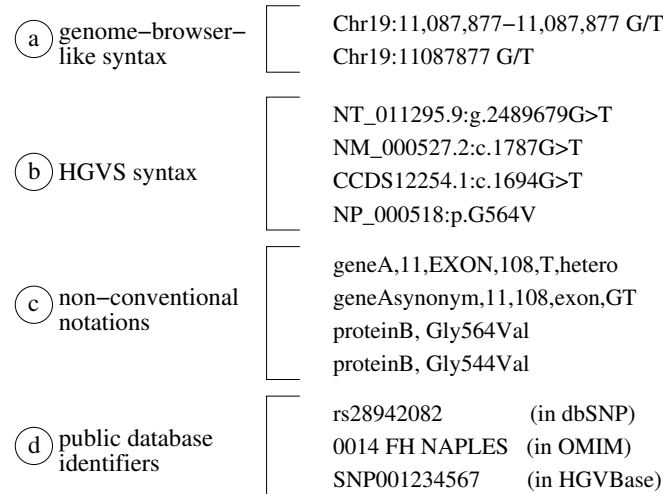 a genome−browser−
like syntax
Chr19:11,087,877−11,087,877 G/T
Chr19:11087877 G/T
b HGVS syntax
NT_011295.9:g.2489679G>T
NM_000527.2:c.1787G>T
CCDS12254.1:c.1694G>T
NP_000518:p.G564V
c non−conventional
notations
geneA,11,EXON,108,T,hetero
geneAsynonym,11,108,exon,GT
proteinB, Gly564Val
proteinB, Gly544Val
d public database
identifiers
rs28942082 (in dbSNP)
0014 FH NAPLES (in OMIM)
SNP001234567 (in HGVBase)